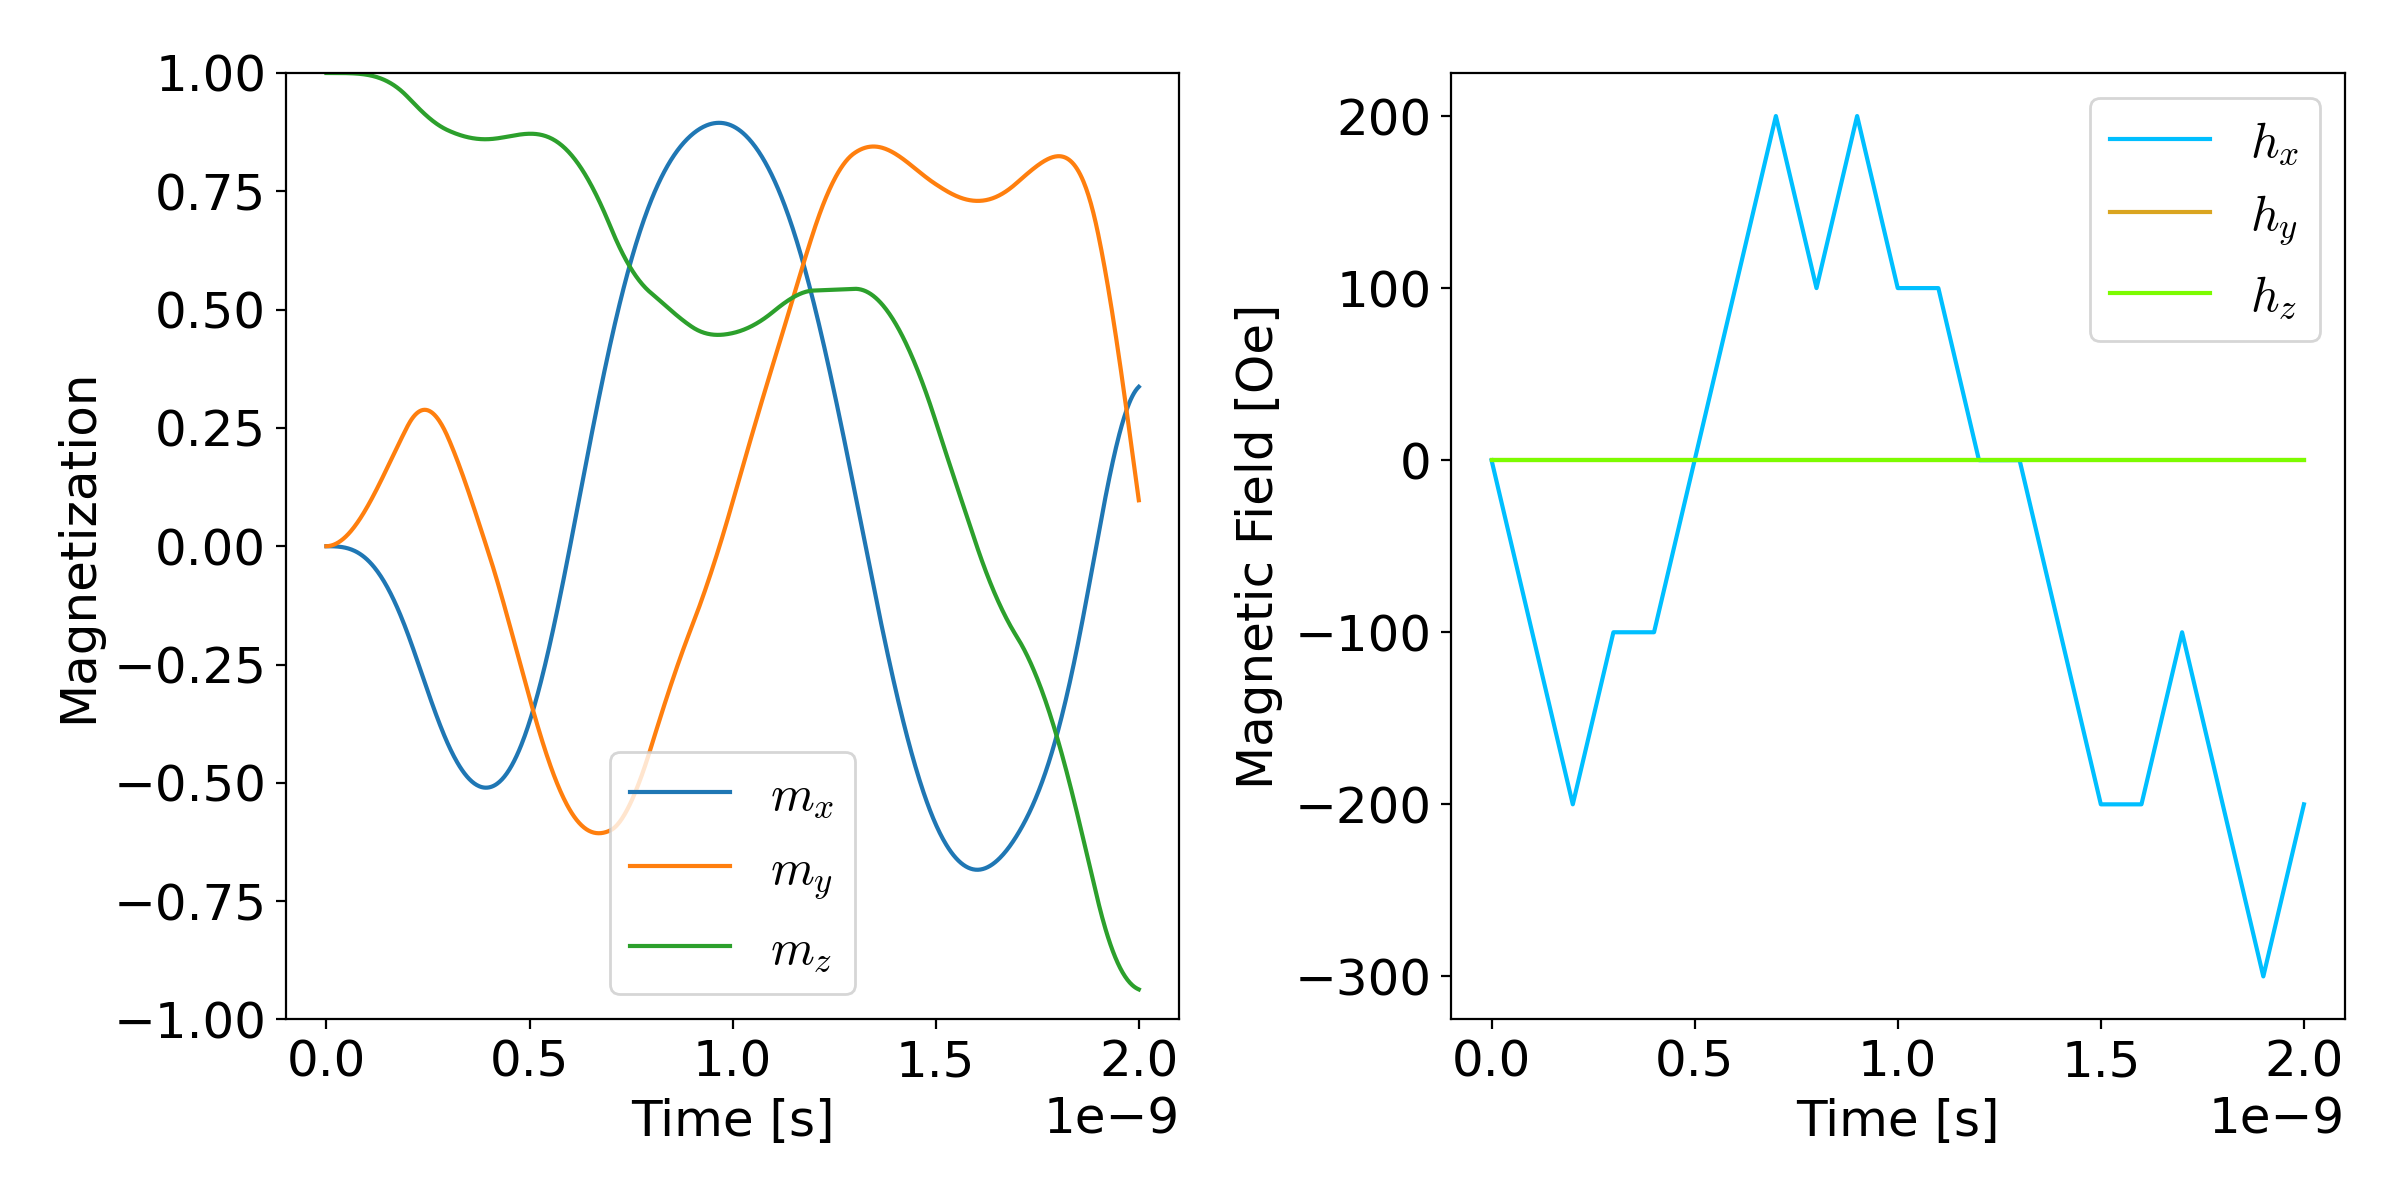 Magnetization
1.00
0.75
0.50
0.25
0.00
−0.25
−0.50
−0.75
−1.00
0.0 0.5 1.0 1.5 2.0
Time [s]
1e−9
m_x
m_y
m_z
Magnetic Field [Oe]
200
100
0
−100
−200
−300
0.0 0.5 1.0 1.5 2.0
Time [s]
1e−9
h_x
h_y
h_z